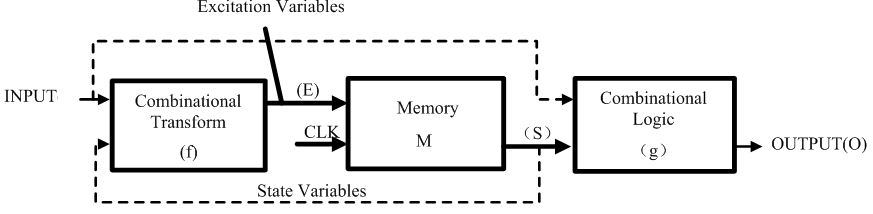 Excitation Variables
INPUT
Combinational
Transform
(f)
(E)
CLK
Memory
M
(S)
Combinational
Logic
(g)
OUTPUT(O)
State Variables